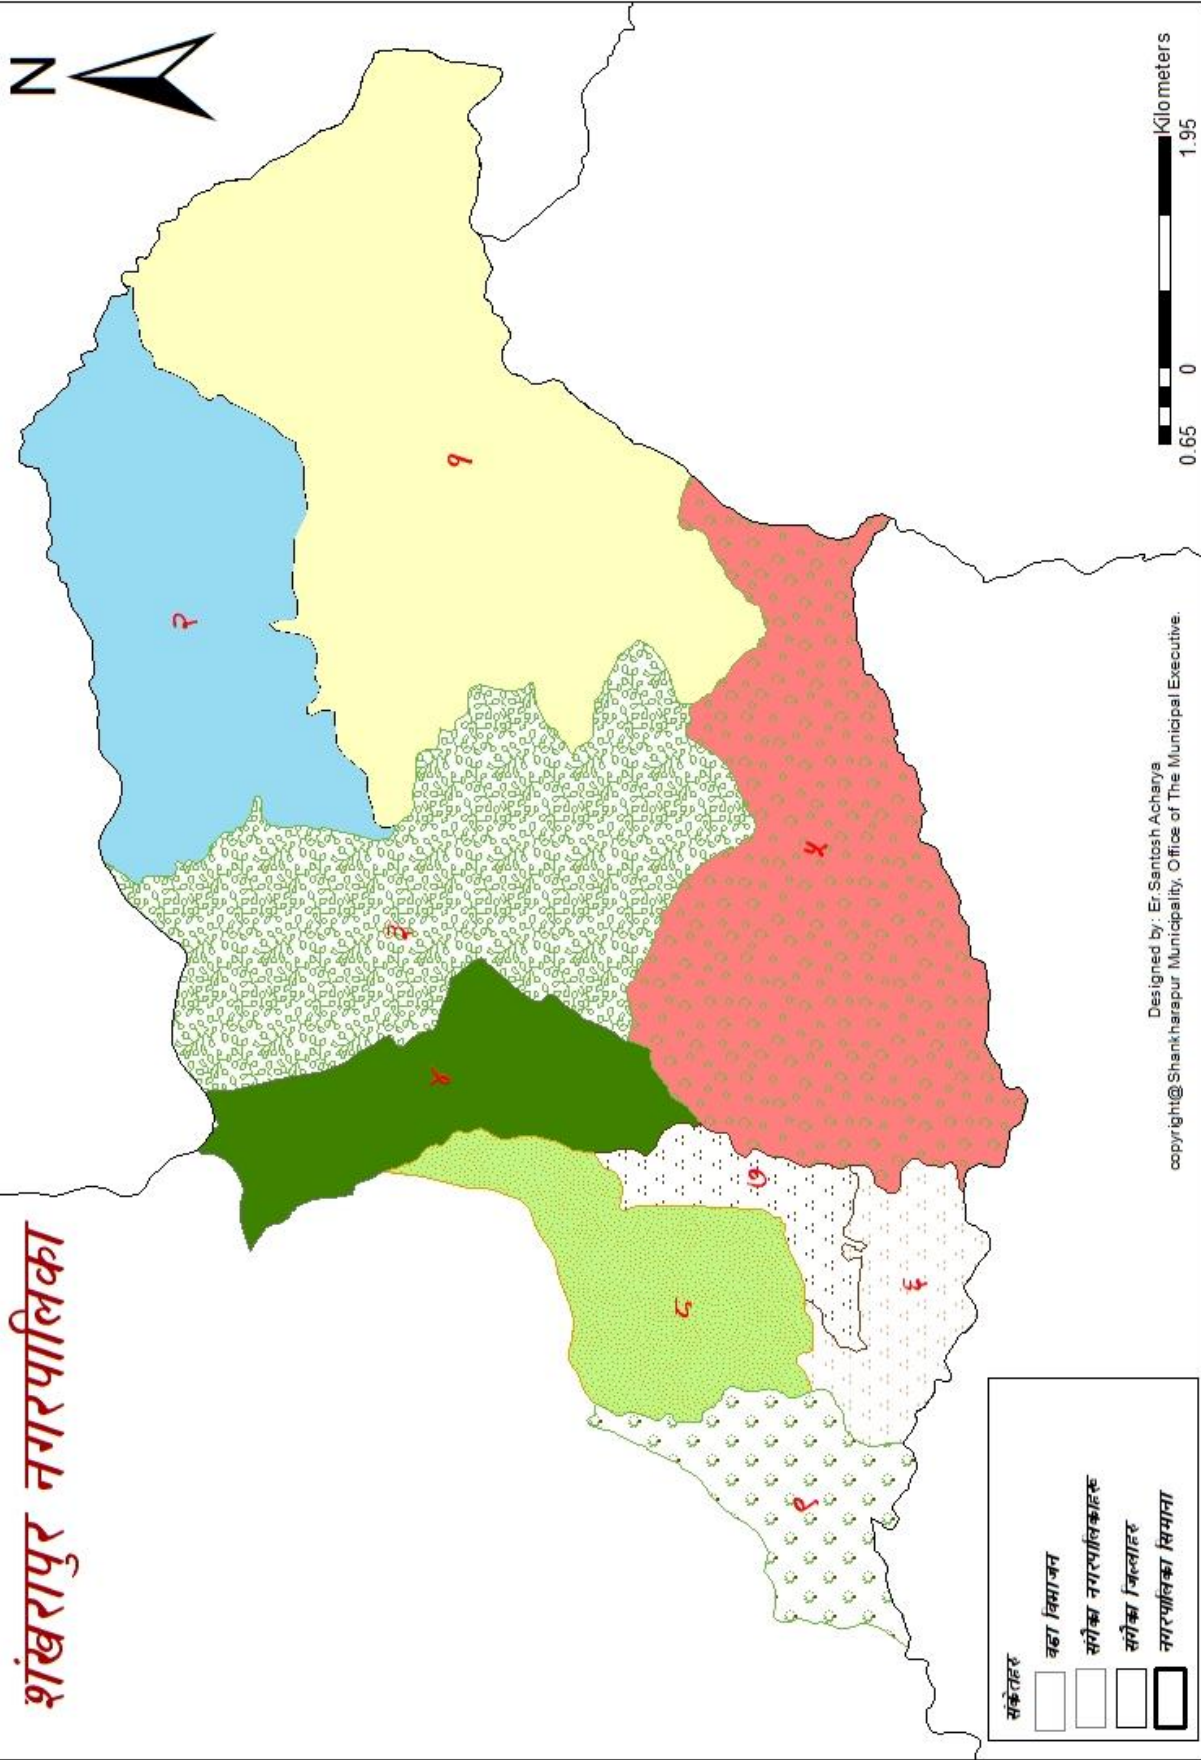 शंखरापुर नगरपालिका
N
१
२
३
४
५
६
७
८
९
संकेतहरु
वडा विभाजन
संगैका नगरपालिकाहरु
संगैका जिल्लाहरु
नगरपालिका सिमाना
Designed by: Er.Santosh Acharya
copyright@Shankharapur Municipality, Office of The Municipal Executive.
0.65 0 1.95
Kilometers